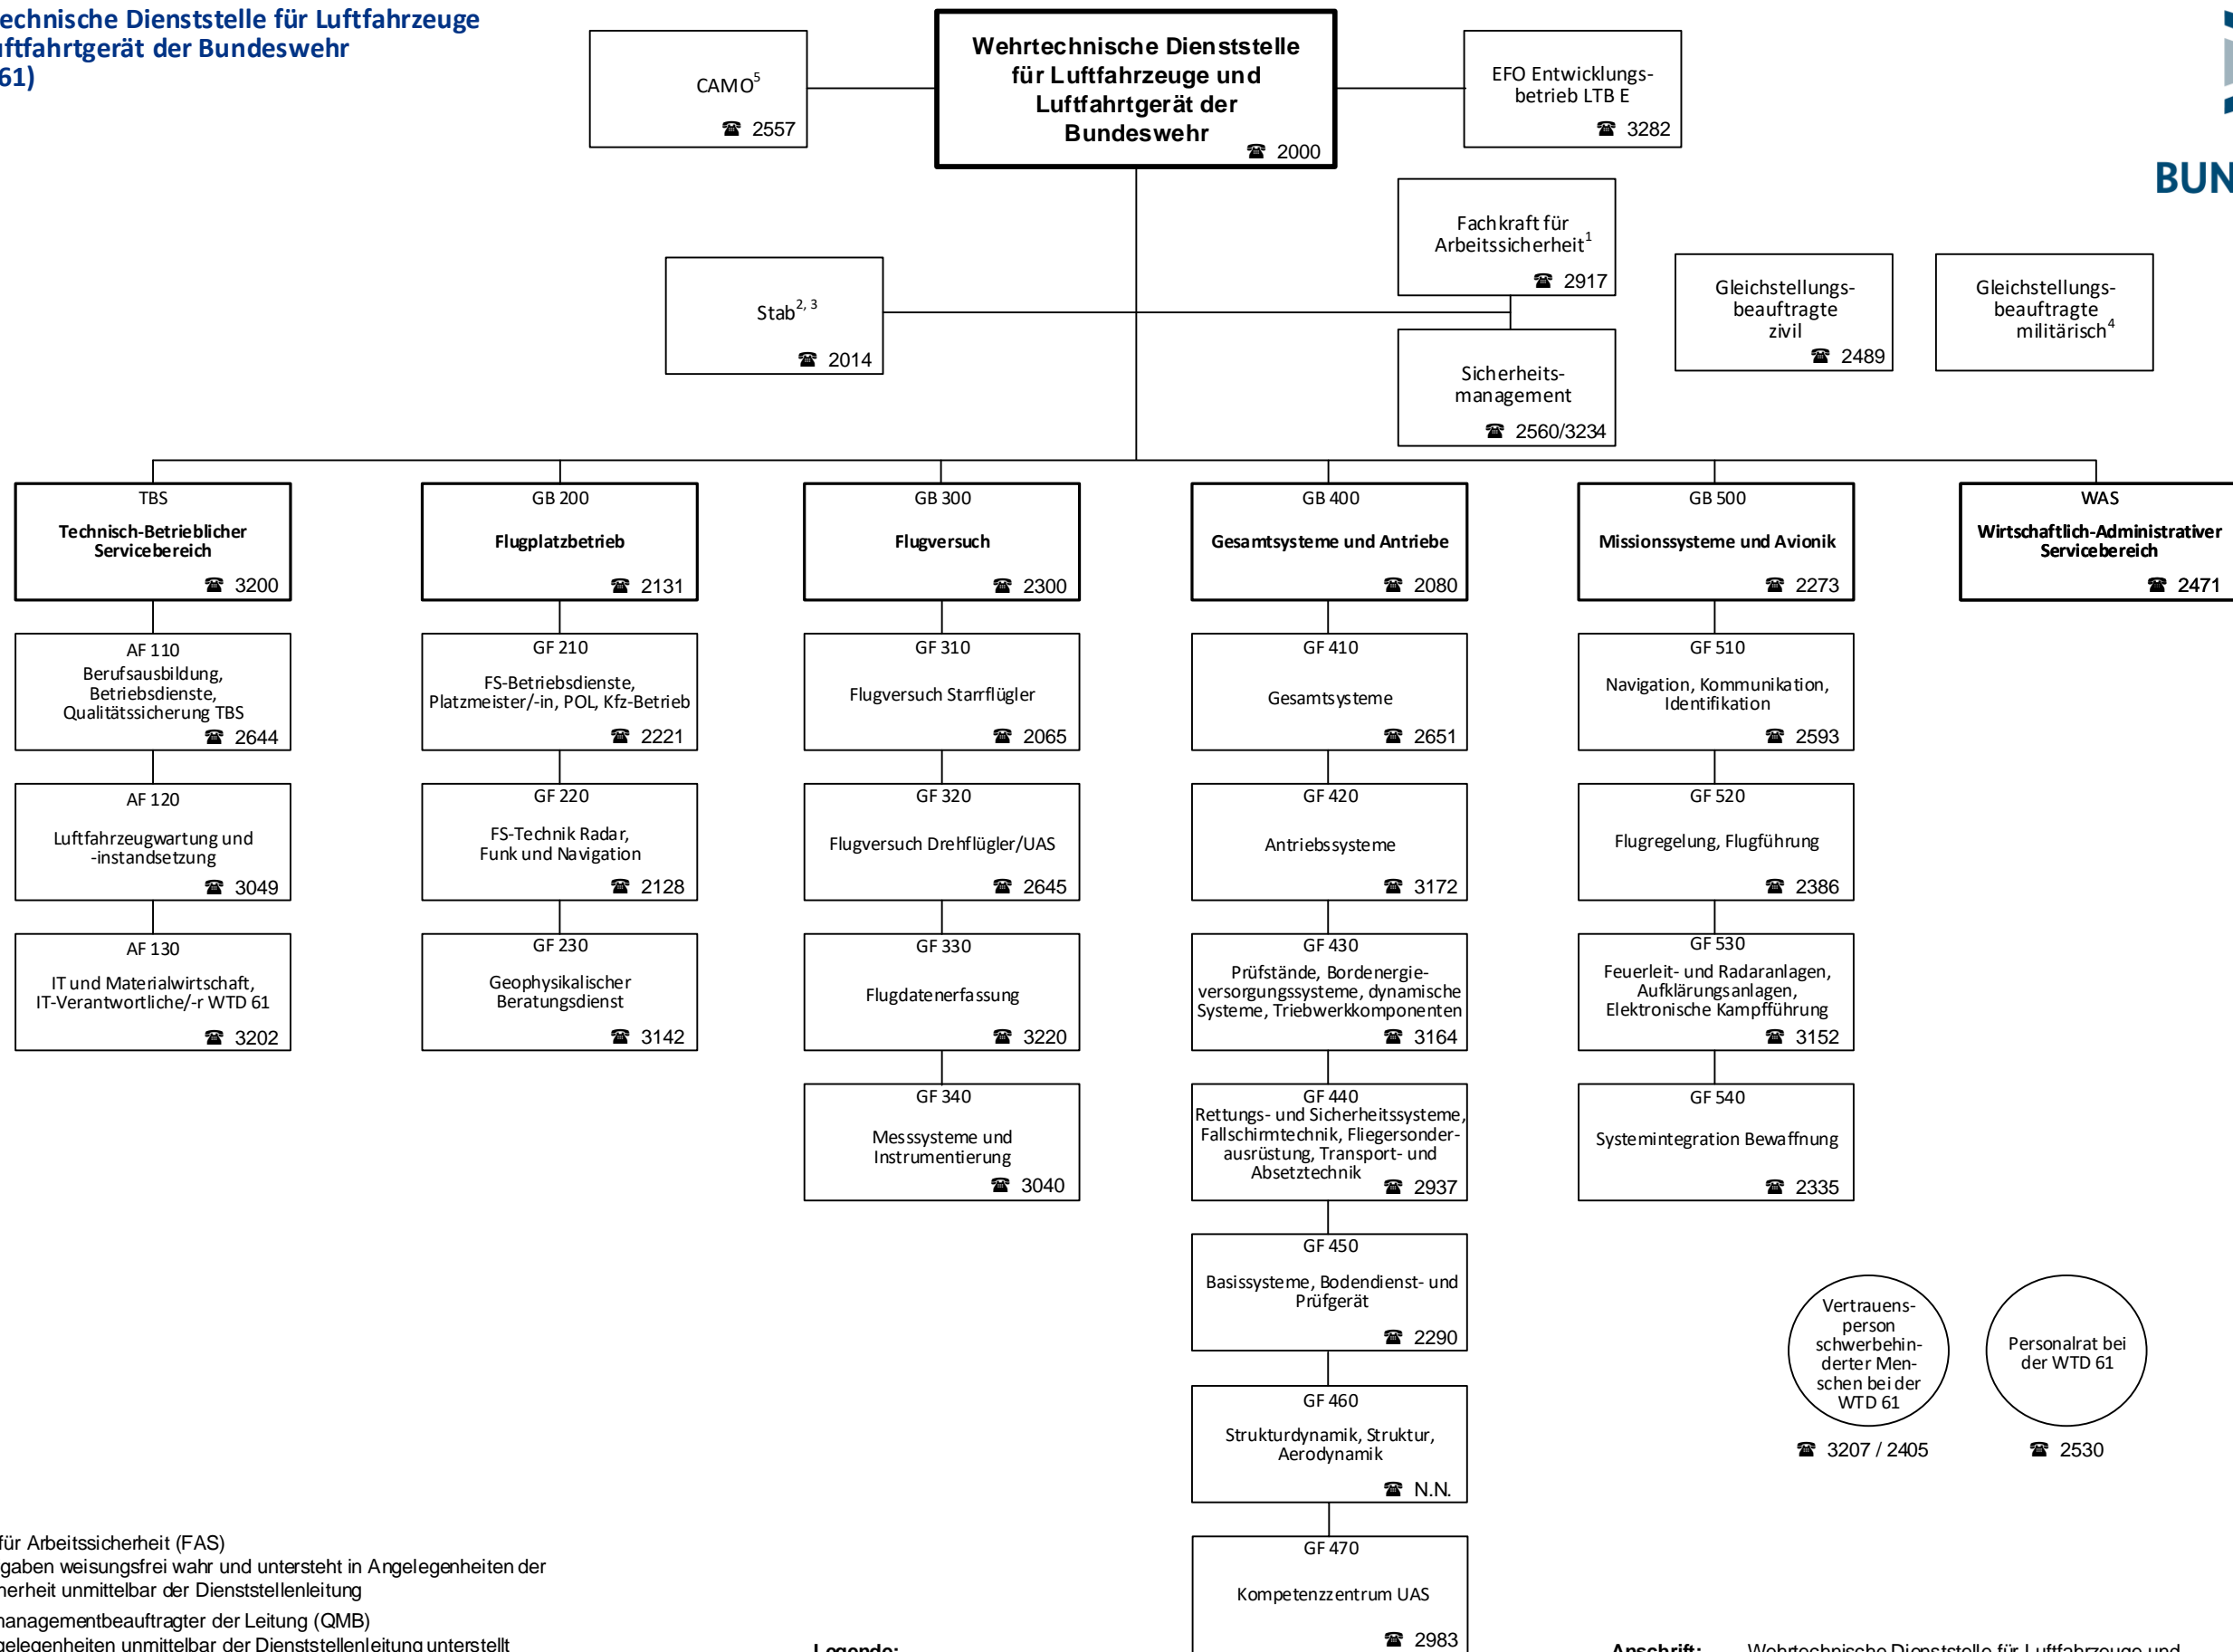 echnische Dienststelle für Luftfahrzeuge
uftfahrtgerät der Bundeswehr
61)
CAMO5
☎ 2557
Wehrtechnische Dienststelle
für Luftfahrzeuge und
Luftfahrtgerät der
Bundeswehr
☎ 2000
EFO Entwicklungs-
betrieb LTB E
☎ 3282
BUN
Fachkraft für
Arbeitssicherheit1
☎ 2917
Stab2, 3
☎ 2014
Sicherheits-
management
☎ 2560/3234
Gleichstellungs-
beauftragte
zivil
☎ 2489
Gleichstellungs-
beauftragte
militärisch4
TBS
Technisch-Betrieblicher
Servicebereich
☎ 3200
AF 110
Berufsausbildung,
Betriebsdienste,
Qualitätssicherung TBS
☎ 2644
AF 120
Luftfahrzeugwartung und
-instandsetzung
☎ 3049
AF 130
IT und Materialwirtschaft,
IT-Verantwortliche/-r WTD 61
☎ 3202
GB 200
Flugplatzbetrieb
☎ 2131
GF 210
FS-Betriebsdienste,
Platzmeister/-in, POL, Kfz-Betrieb
☎ 2221
GF 220
FS-Technik Radar,
Funk und Navigation
☎ 2128
GF 230
Geophysikalischer
Beratungsdienst
☎ 3142
GB 300
Flugversuch
☎ 2300
GF 310
Flugversuch Starrflügler
☎ 2065
GF 320
Flugversuch Drehflügler/UAS
☎ 2645
GF 330
Flugdatenerfassung
☎ 3220
GF 340
Messsysteme und
Instrumentierung
☎ 3040
GB 400
Gesamtsysteme und Antriebe
☎ 2080
GF 410
Gesamtsysteme
☎ 2651
GF 420
Antriebssysteme
☎ 3172
GF 430
Prüfstände, Bordenergie-
versorgungssysteme, dynamische
Systeme, Triebwerkkomponenten
☎ 3164
GF 440
Rettungs- und Sicherheitssysteme,
Fallschirmtechnik, Fliegersonder-
ausrüstung, Transport- und
Absetztechnik
☎ 2937
GF 450
Basissysteme, Bodendienst- und
Prüfgerät
☎ 2290
GF 460
Strukturdynamik, Struktur,
Aerodynamik
☎ N.N.
GF 470
Kompetenzzentrum UAS
☎ 2983
GB 500
Missionssysteme und Avionik
☎ 2273
GF 510
Navigation, Kommunikation,
Identifikation
☎ 2593
GF 520
Flugregelung, Flugführung
☎ 2386
GF 530
Feuerleit- und Radaranlagen,
Aufklärungsanlagen,
Elektronische Kampfführung
☎ 3152
GF 540
Systemintegration Bewaffnung
☎ 2335
WAS
Wirtschaftlich-Administrativer
Servicebereich
☎ 2471
Vertrauens-
person
schwerbehin-
derter Men-
schen bei der
WTD 61
☎ 3207 / 2405
Personalrat bei
der WTD 61
☎ 2530
für Arbeitssicherheit (FAS)
gaben weisungsfrei wahr und untersteht in Angelegenheiten der
herheit unmittelbar der Dienststellenleitung
managementbeauftragter der Leitung (QMB)
gelegenheiten unmittelbar der Dienststellenleitung unterstellt
Legende:
Anschrift: Wehrtechnische Dienststelle für Luftfahrzeuge und